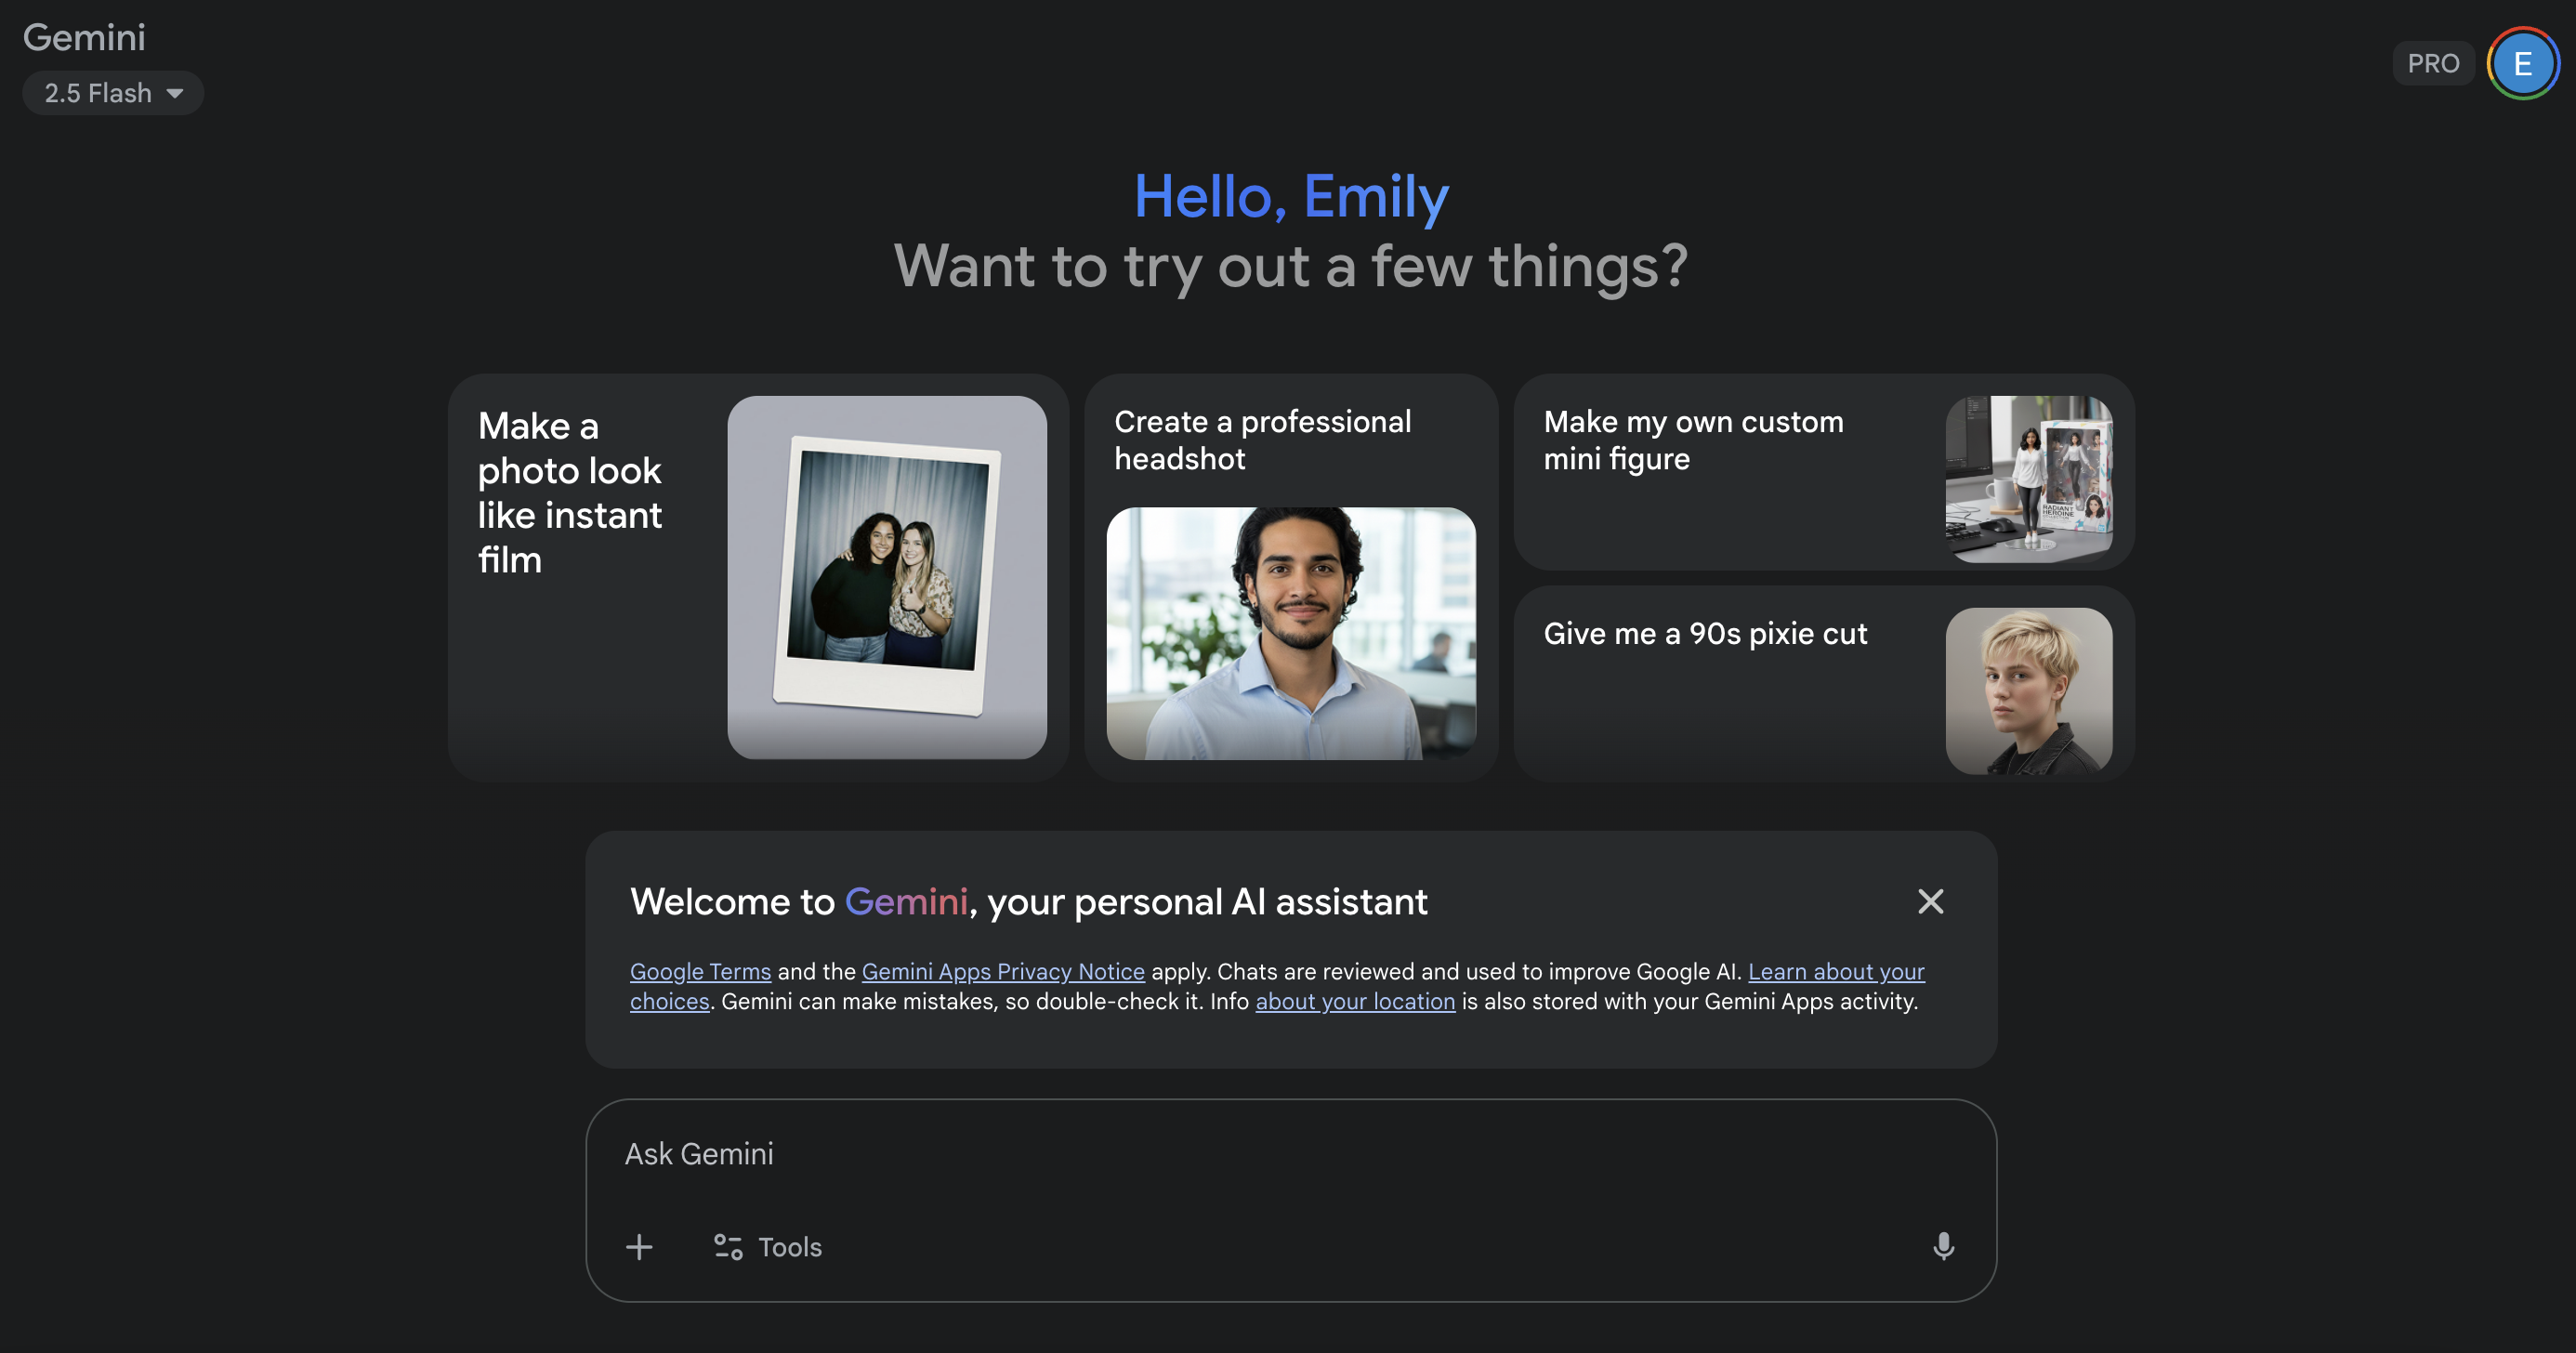 Gemini
2.5 Flash
PRO
E
Hello, Emily
Want to try out a few things?
Make a
photo look
like instant
film
Create a professional
headshot
Make my own custom
mini figure
RADIANT
HEROINE
Give me a 90s pixie cut
Welcome to Gemini, your personal AI assistant
Google Terms and the Gemini Apps Privacy Notice apply. Chats are reviewed and used to improve Google AI. Learn about your
choices. Gemini can make mistakes, so double-check it. Info about your location is also stored with your Gemini Apps activity.
Ask Gemini
Tools